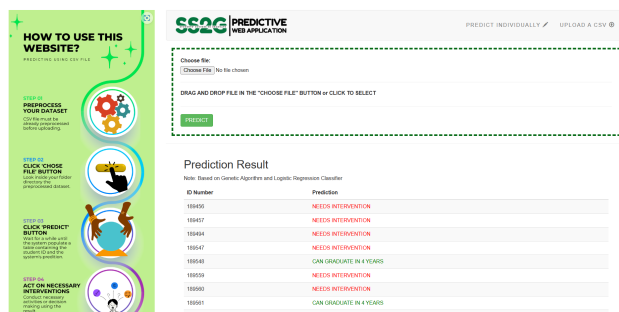 HOW TO USE THIS
WEBSITE?
PREDICTING USING CSV FILE
STEP 01
PREPROCESS
YOUR DATASET
CSV file must be
already preprocessed
before uploading.
STEP 02
CLICK 'CHOSE
FILE' BUTTON
Look inside your folder
directory the
preprocessed dataset.
STEP 03
CLICK 'PREDICT'
BUTTON
Wait for a while until
the system populate a
table containing the
student ID and the
system's predition.
STEP 04
ACT ON NECESSARY
INTERVENTIONS
Conduct necessary
activities or decision
making using the
result.
SS2G PREDICTIVE
WEB APPLICATION
PREDICT INDIVIDUALLY
UPLOAD A CSV
Choose file:
Choose File No file chosen
DRAG AND DROP FILE IN THE "CHOOSE FILE" BUTTON or CLICK TO SELECT
PREDICT
Prediction Result
Note: Based on Genetic Algorithm and Logistic Regression Classifier
ID Number Prediction
189456 NEEDS INTERVENTION
189457 NEEDS INTERVENTION
189494 NEEDS INTERVENTION
189547 NEEDS INTERVENTION
189548 CAN GRADUATE IN 4 YEARS
189559 NEEDS INTERVENTION
189560 NEEDS INTERVENTION
189561 CAN GRADUATE IN 4 YEARS